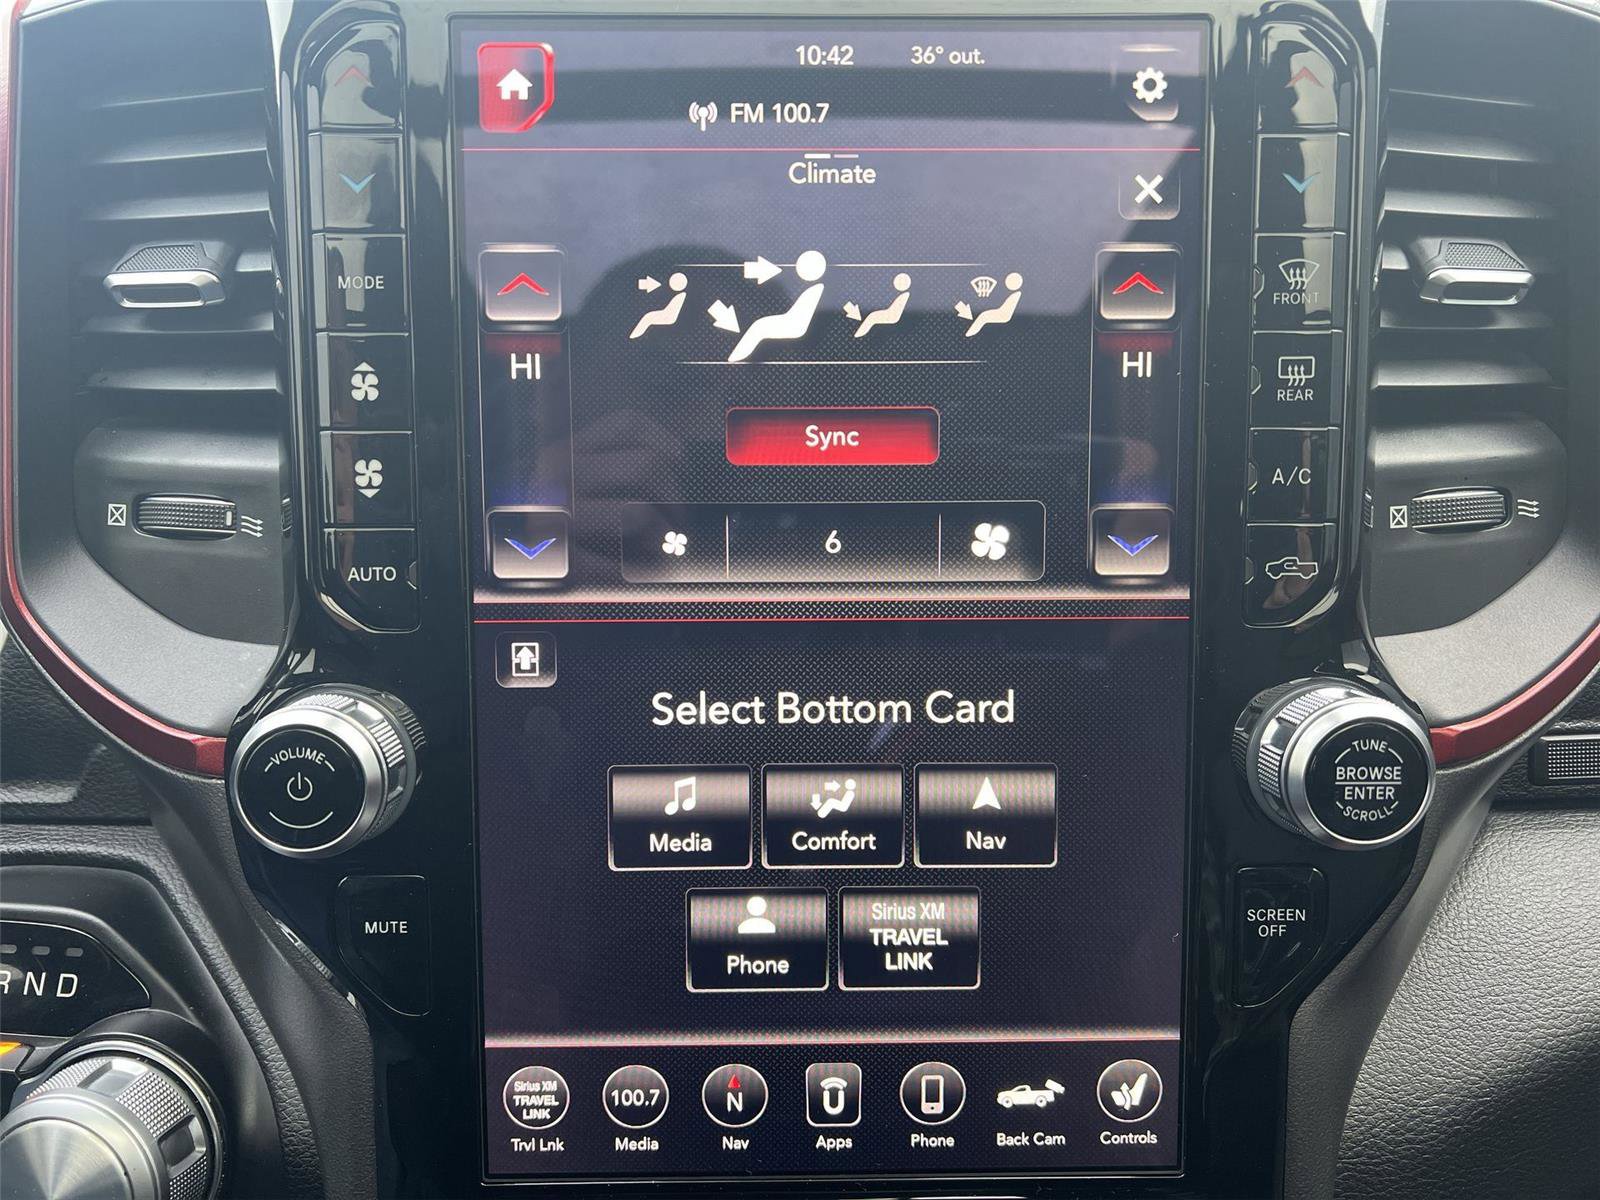 10:42 36° out.
FM 100.7
Climate
MODE
FRONT
HI HI
REAR
Sync
A/C
6
AUTO
Select Bottom Card
VOLUME
TUNE
BROWSE
ENTER
SCROLL
Media Comfort Nav
MUTE
Sirius XM
TRAVEL
LINK
Phone
SCREEN
OFF
RND
Sirius XM
TRAVEL
LINK
100.7
N
Trvl Lnk Media Nav Apps Phone Back Cam Controls